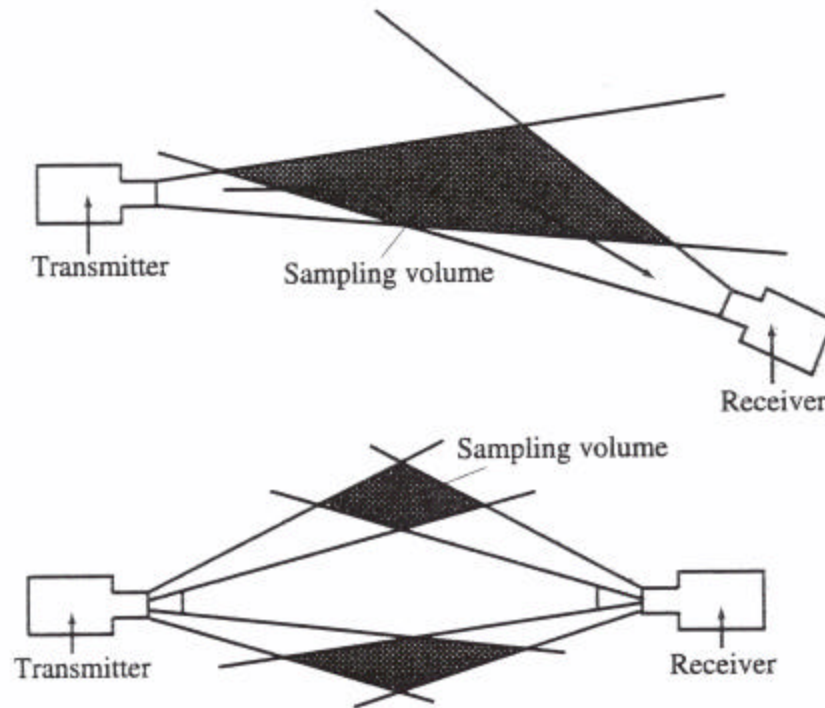 Transmitter
Sampling volume
Receiver
Sampling volume
Transmitter
Receiver